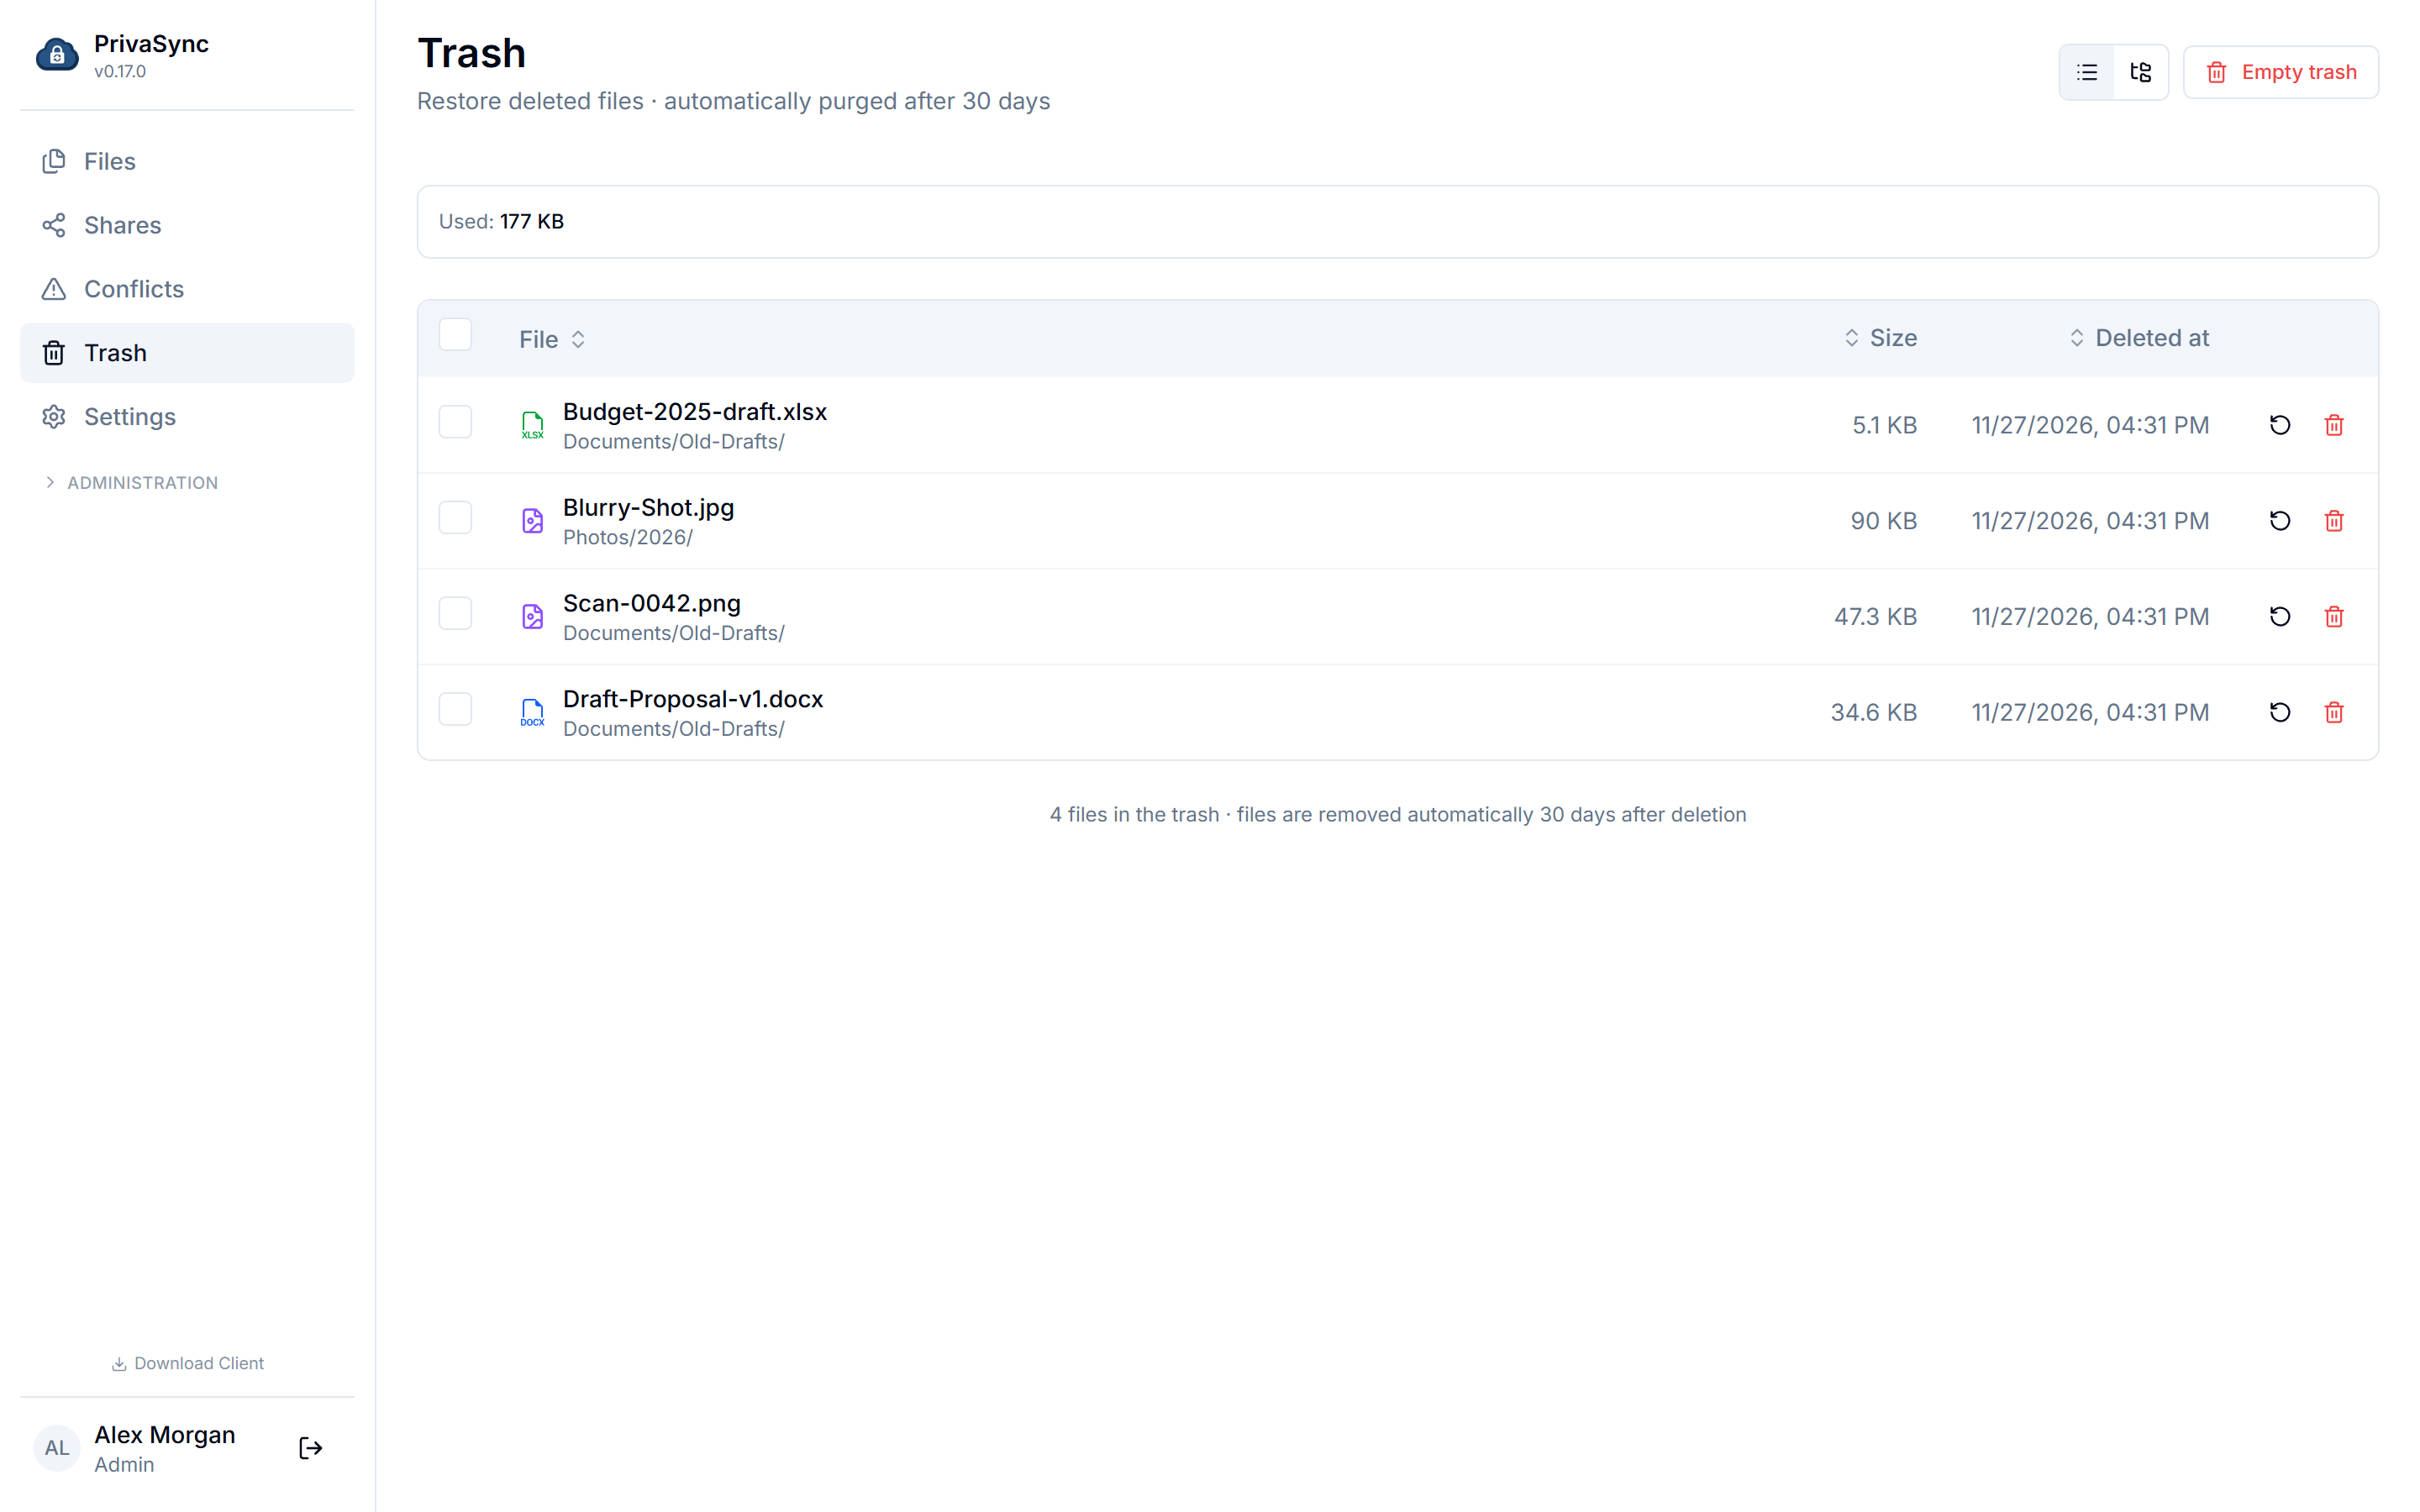 PrivaSync
v0.17.0
Files
Shares
Conflicts
Trash
Settings
ADMINISTRATION
Download Client
AL
Alex Morgan
Admin
Trash
Restore deleted files · automatically purged after 30 days
Empty trash
Used: 177 KB
File Size Deleted at
XLSX
Budget-2025-draft.xlsx 5.1 KB 11/27/2026, 04:31 PM
Documents/Old-Drafts/
Blurry-Shot.jpg 90 KB 11/27/2026, 04:31 PM
Photos/2026/
Scan-0042.png 47.3 KB 11/27/2026, 04:31 PM
Documents/Old-Drafts/
DOCX
Draft-Proposal-v1.docx 34.6 KB 11/27/2026, 04:31 PM
Documents/Old-Drafts/
4 files in the trash · files are removed automatically 30 days after deletion